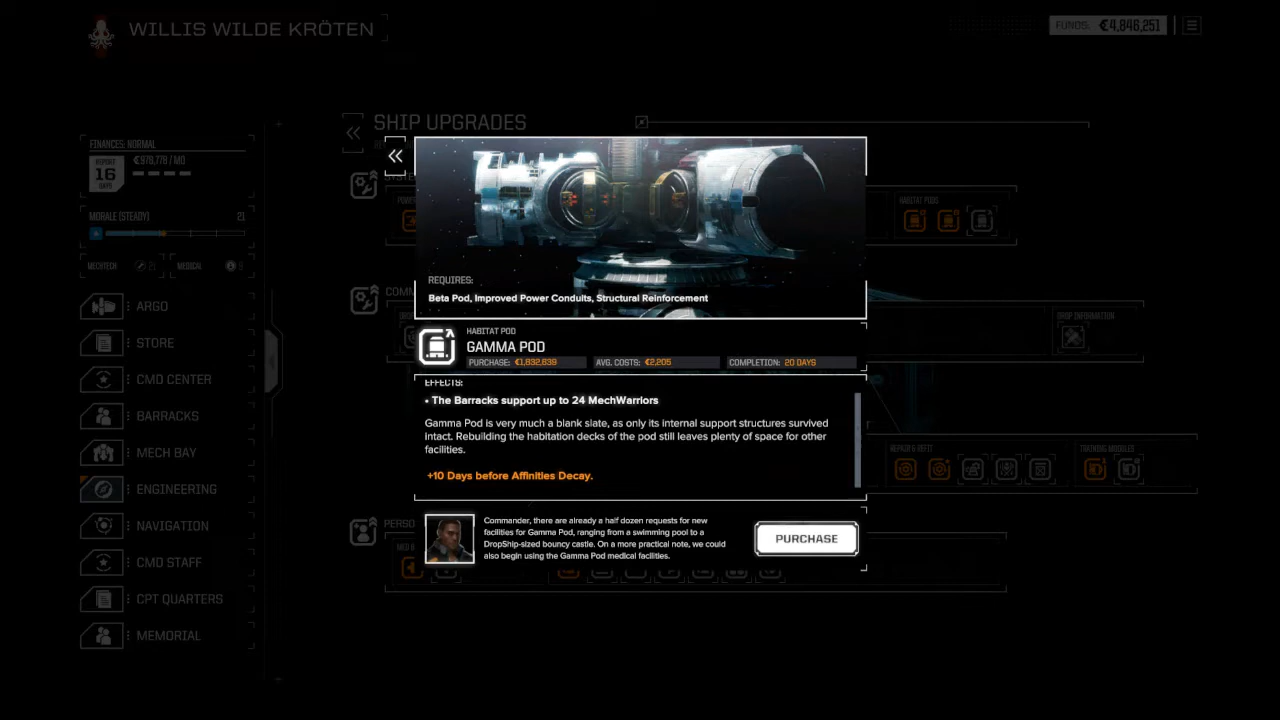 WILLIS WILDE KRÖTEN
FUNDS: €4,846,251
SHIP UPGRADES
FINANCES: NORMAL
REPORT 16 DAYS
€978,778 / MO
MORALE (STEADY) 21
MECHTECH
MEDICAL
ARGO
STORE
CMD CENTER
BARRACKS
MECH BAY
ENGINEERING
NAVIGATION
CMD STAFF
CPT QUARTERS
MEMORIAL
HABITAT PODS
DROP INFORMATION
REPAIR & REFIT
TRAINING MODULES
REQUIRES:
Beta Pod, Improved Power Conduits, Structural Reinforcement
HABITAT POD
GAMMA POD
PURCHASE: €1,832,639 AVG. COSTS: €2,205 COMPLETION: 20 DAYS
EFFECTS:
• The Barracks support up to 24 MechWarriors
Gamma Pod is very much a blank slate, as only its internal support structures survived
intact. Rebuilding the habitation decks of the pod still leaves plenty of space for other
facilities.
+10 Days before Affinities Decay.
Commander, there are already a half dozen requests for new
facilities for Gamma Pod, ranging from a swimming pool to a
DropShip-sized bouncy castle. On a more practical note, we could
also begin using the Gamma Pod medical facilities.
PURCHASE